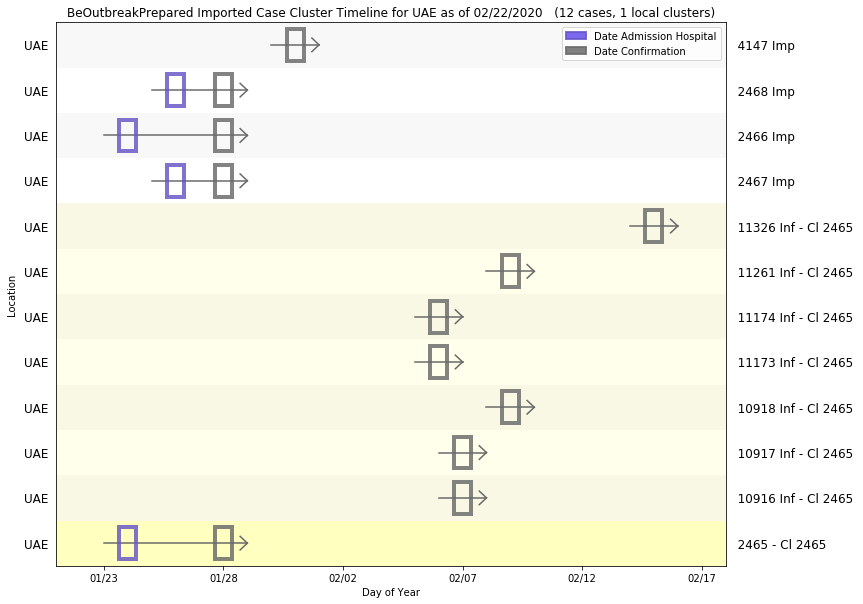 BeOutbreakPrepared Imported Case Cluster Timeline for UAE as of 02/22/2020 (12 cases, 1 local clusters)
Date Admission Hospital
Date Confirmation
UAE 4147 Imp
UAE 2468 Imp
UAE 2466 Imp
UAE 2467 Imp
UAE 11326 Inf - Cl 2465
UAE 11261 Inf - Cl 2465
UAE 11174 Inf - Cl 2465
UAE 11173 Inf - Cl 2465
UAE 10918 Inf - Cl 2465
UAE 10917 Inf - Cl 2465
UAE 10916 Inf - Cl 2465
UAE 2465 - Cl 2465
Location
01/23 01/28 02/02 02/07 02/12 02/17
Day of Year